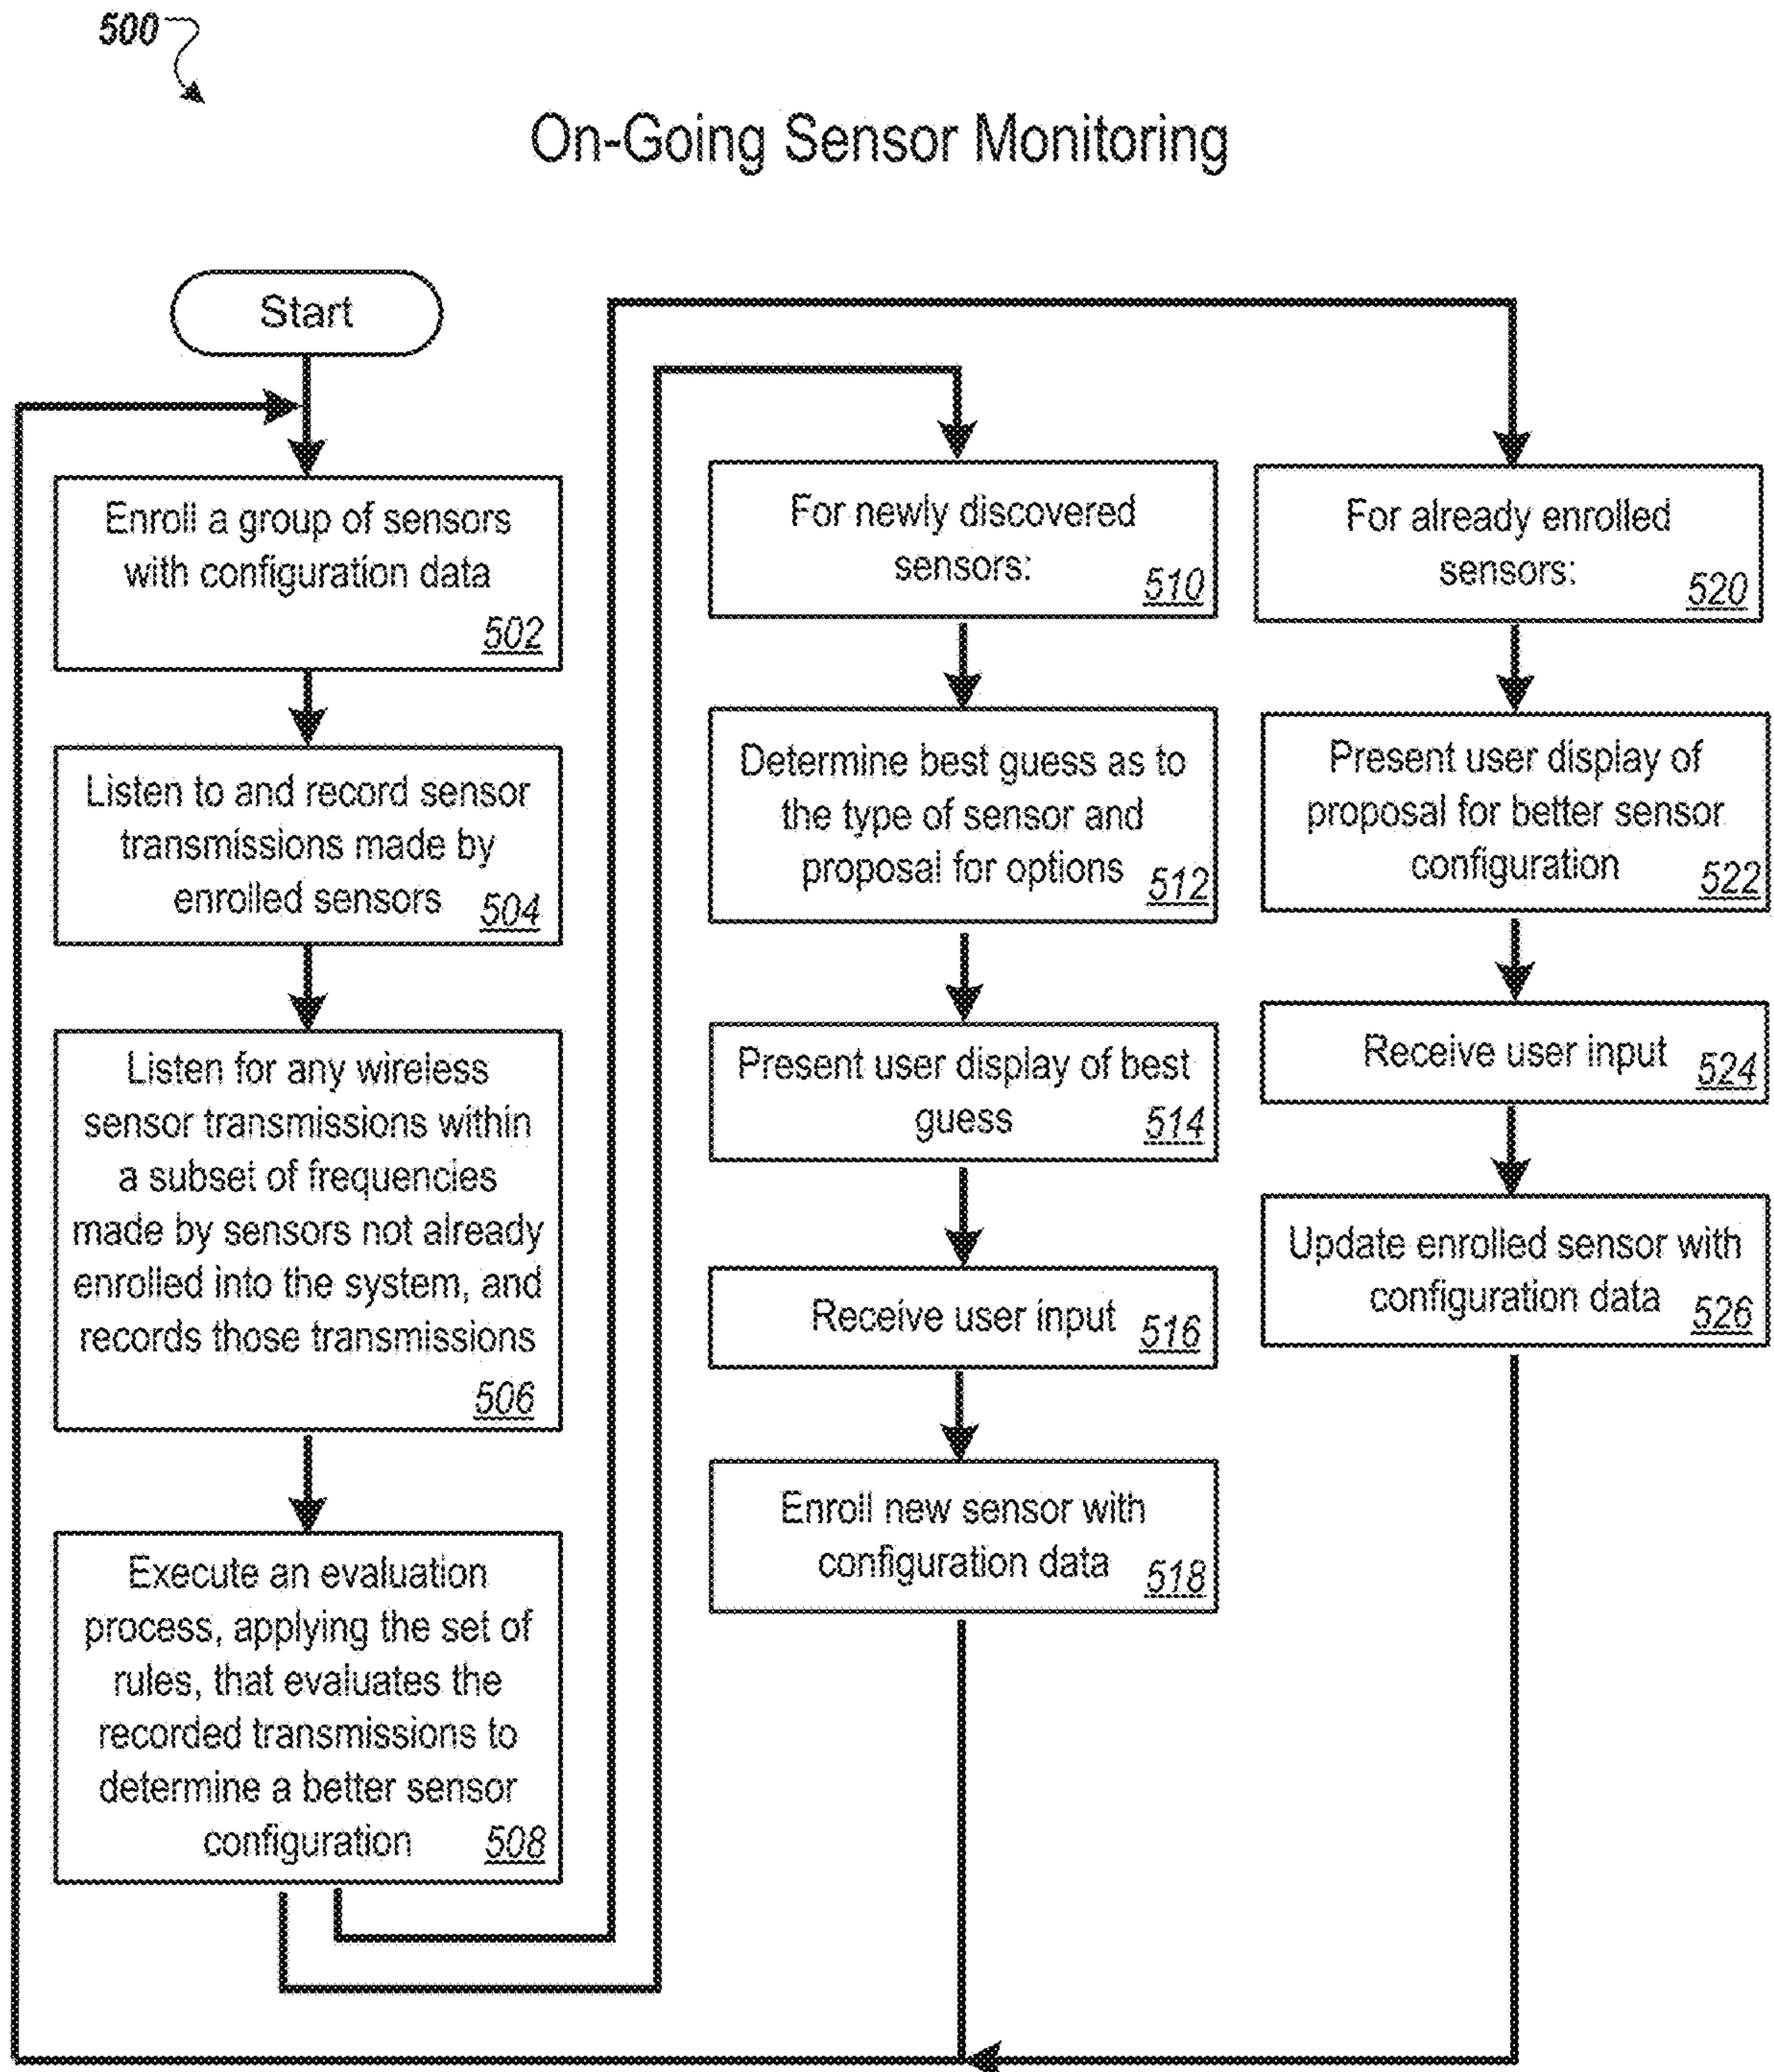 500
On-Going Sensor Monitoring
Start
Enroll a group of sensors
with configuration data
502
Listen to and record sensor
transmissions made by
enrolled sensors 504
Listen for any wireless
sensor transmissions within
a subset of frequencies
made by sensors not already
enrolled into the system, and
records those transmissions
506
Execute an evaluation
process, applying the set of
rules, that evaluates the
recorded transmissions to
determine a better sensor
configuration 508
For newly discovered
sensors: 510
Determine best guess as to
the type of sensor and
proposal for options 512
Present user display of best
guess 514
Receive user input 516
Enroll new sensor with
configuration data 518
For already enrolled
sensors: 520
Present user display of
proposal for better sensor
configuration 522
Receive user input 524
Update enrolled sensor with
configuration data 526